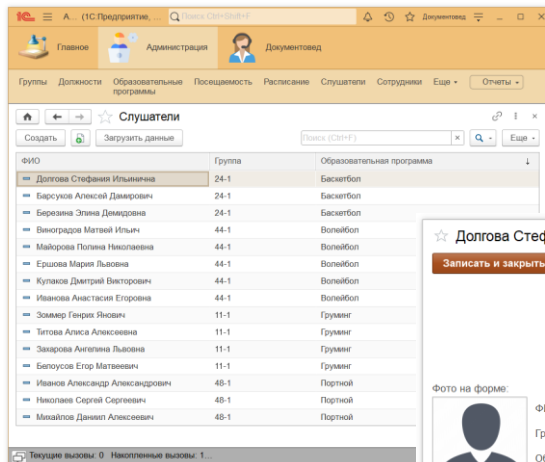 1С А... (1С:Предприятие, ... Поиск Ctrl+Shift+F Документовед
Главное Администрация Документовед
Группы Должности Образовательные программы Посещаемость Расписание Слушатели Сотрудники Еще Отчеты
Слушатели
Создать Загрузить данные Поиск (Ctrl+F) × Еще
ФИО Группа Образовательная программа ↓
Долгова Стефания Ильинична 24-1 Баскетбол
Барсуков Алексей Дамирович 24-1 Баскетбол
Березина Элина Демидовна 24-1 Баскетбол
Виноградов Матвей Ильич 44-1 Волейбол
Майорова Полина Николаевна 44-1 Волейбол
Ершова Мария Львовна 44-1 Волейбол
Кулаков Дмитрий Викторович 44-1 Волейбол
Иванова Анастасия Егоровна 44-1 Волейбол
Зоммер Генрих Янович 11-1 Груминг
Титова Алиса Алексеевна 11-1 Груминг
Захарова Ангелина Львовна 11-1 Груминг
Белоусов Егор Матвеевич 11-1 Груминг
Иванов Александр Александрович 48-1 Портной
Николаев Сергей Сергеевич 48-1 Портной
Михайлов Даниил Алексеевич 48-1 Портной
Текущие вызовы: 0 Накопленные вызовы: 1...
Долгова Стеф
Записать и закрыть
Фото на форме:
Ф
Гр
Об